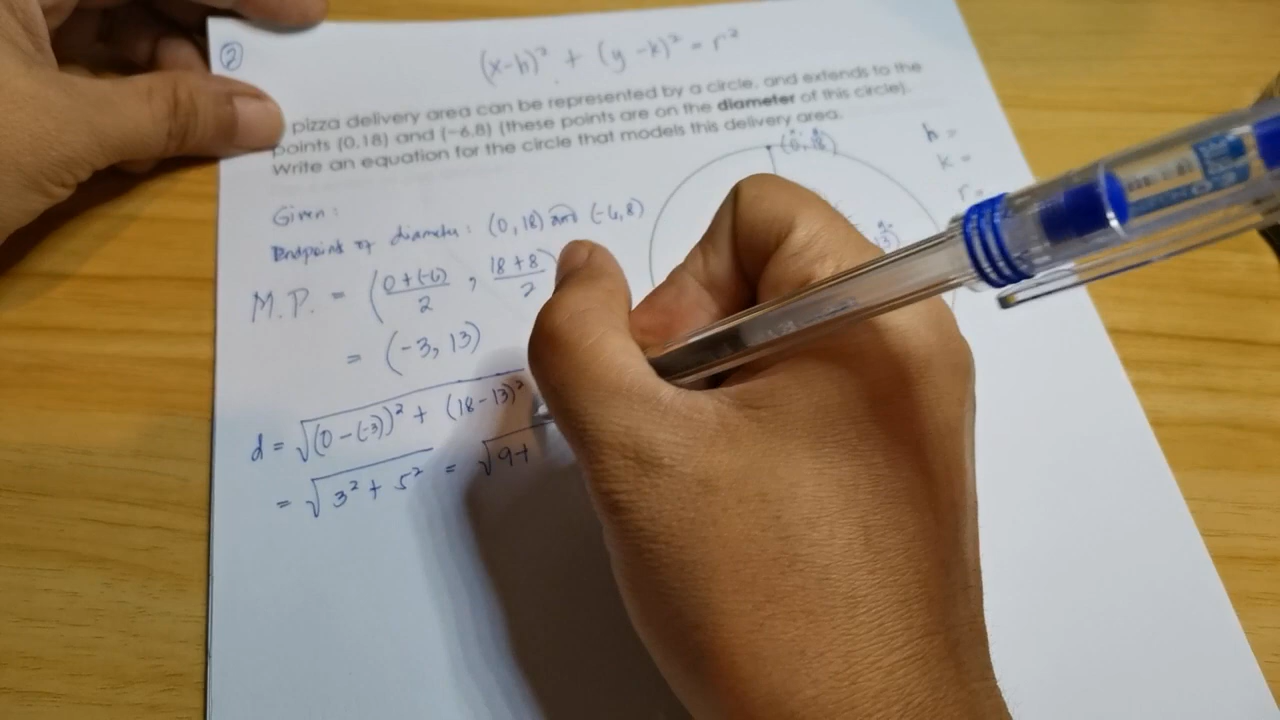 ②
(x-h)² + (y-k)² = r²
pizza delivery area can be represented by a circle, and extends to the
points (0,18) and (-6,8) (these points are on the diameter of this circle).
Write an equation for the circle that models this delivery area.
(0, 18)
h =
k =
r =
Given:
Endpoint of diameter: (0, 18) and (-6, 8)
M.P. = (0+(-6)/2 , 18+8/2)
= (-3, 13)
d = √(0-(-3))² + (18-13)²
= √3² + 5² = √9+